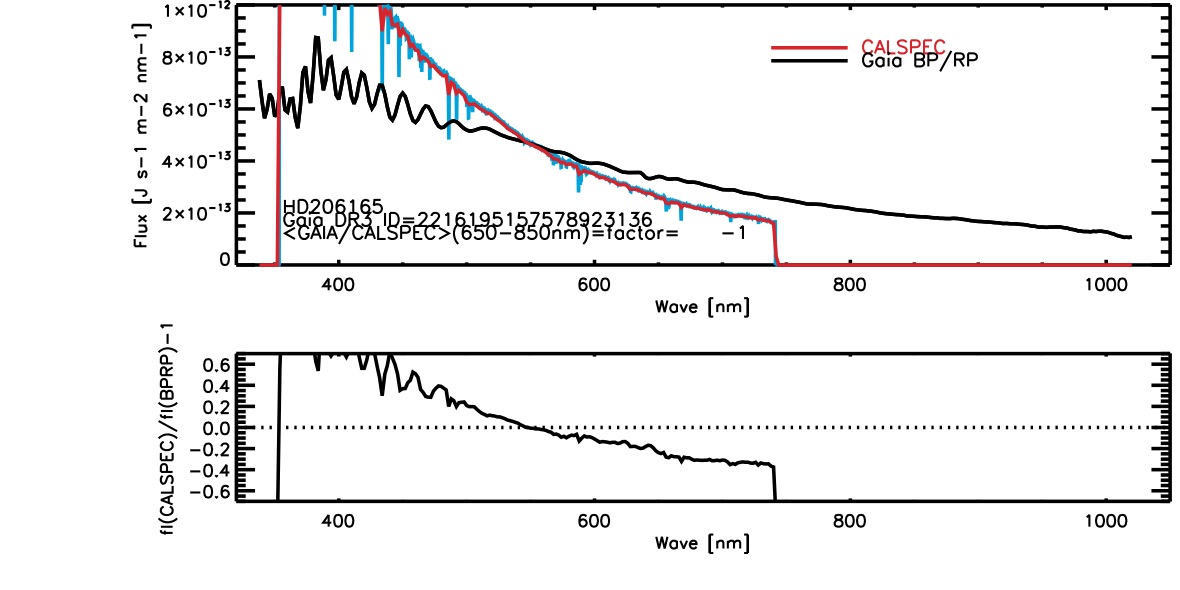 1×10−12
8×10−13
6×10−13
4×10−13
2×10−13
0
Flux [J s−1 m−2 nm−1]
CALSPEC
Gaia BP/RP
HD206165
Gaia DR3 ID=2216195157578923136
<GAIA/CALSPEC>(650−850nm)=factor= −1
400 600 800 1000
Wave [nm]
fl(CALSPEC)/fl(BPRP)−1
0.6
0.4
0.2
0.0
−0.2
−0.4
−0.6
400 600 800 1000
Wave [nm]